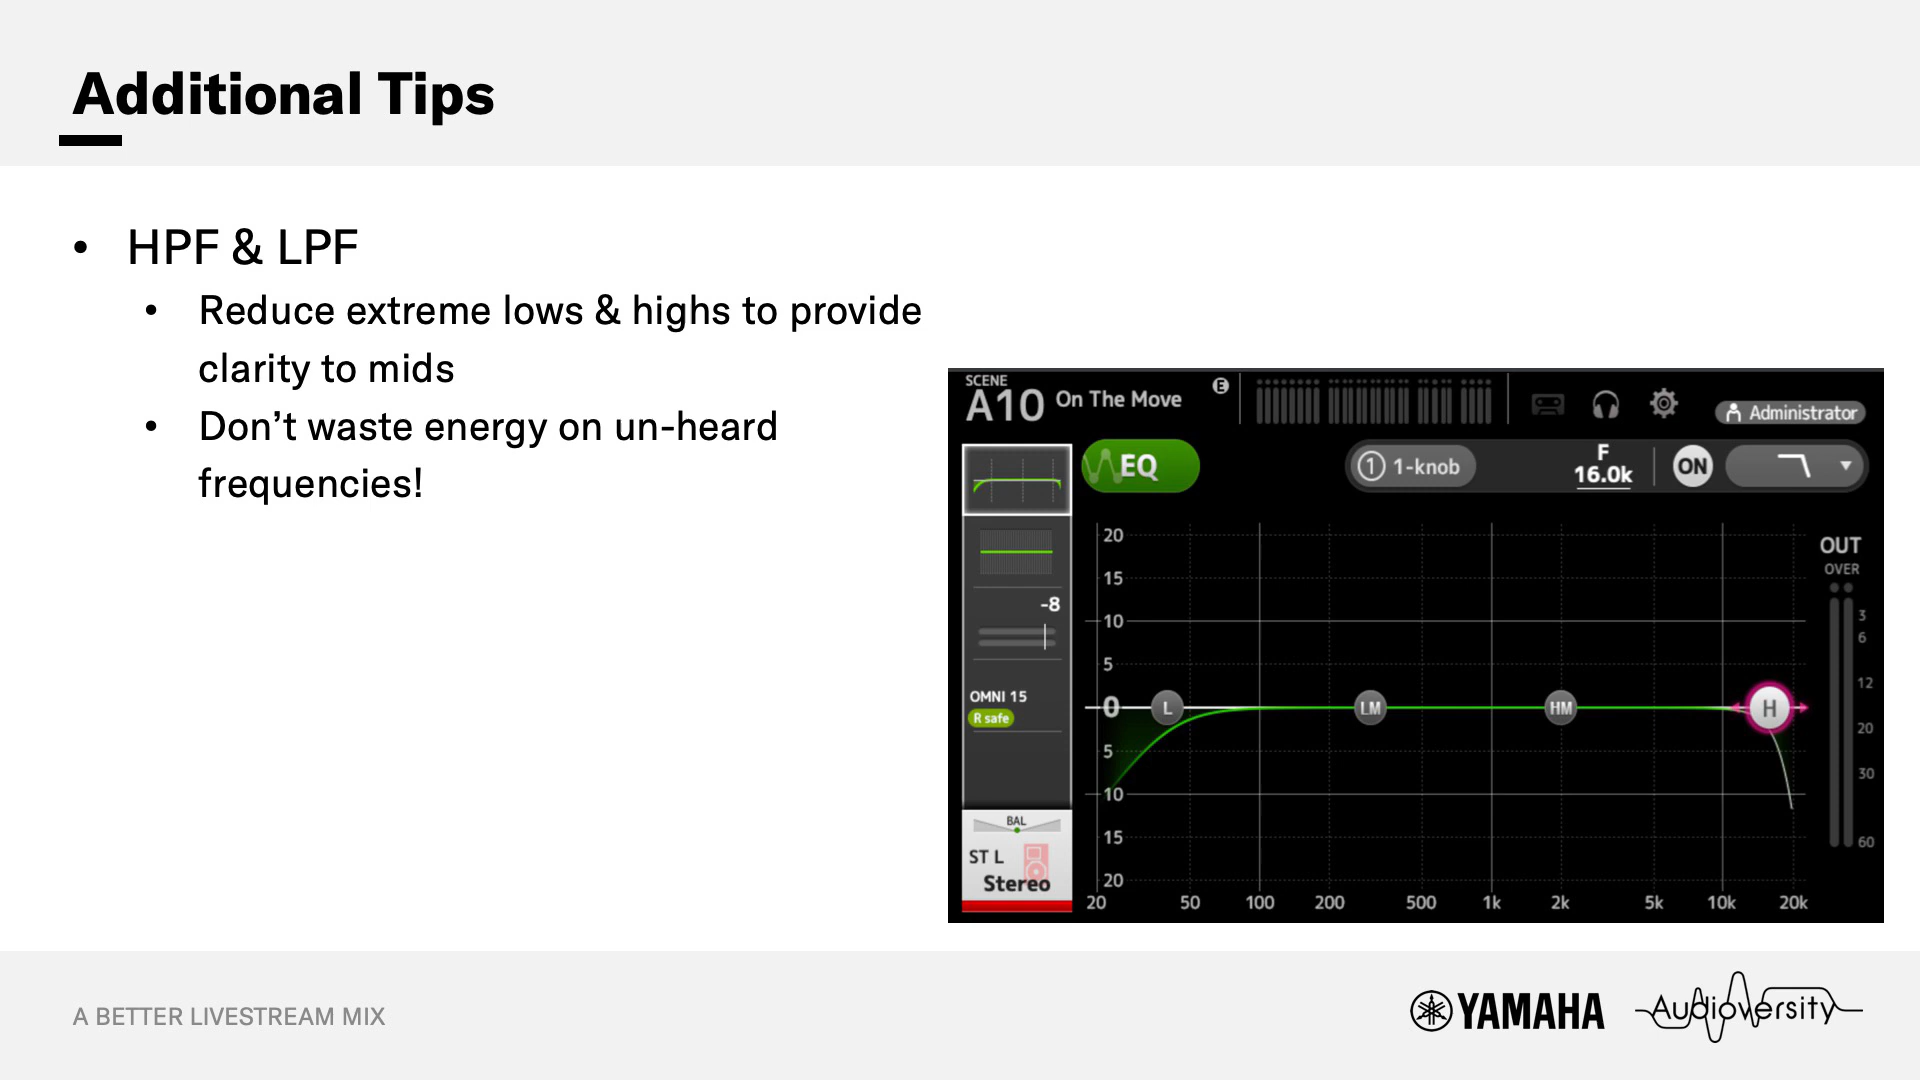 Additional Tips
• HPF & LPF
• Reduce extreme lows & highs to provide
clarity to mids
• Don’t waste energy on un-heard
frequencies!
SCENE
A10 On The Move
E
Administrator
EQ
1 1-knob
F
16.0k
ON
-8
OMNI 15
R safe
BAL
ST L
Stereo
20
15
10
5
0
5
10
15
20
L
LM
HM
H
20 50 100 200 500 1k 2k 5k 10k 20k
OUT
OVER
3
6
12
20
30
60
A BETTER LIVESTREAM MIX
YAMAHA
Audioversity